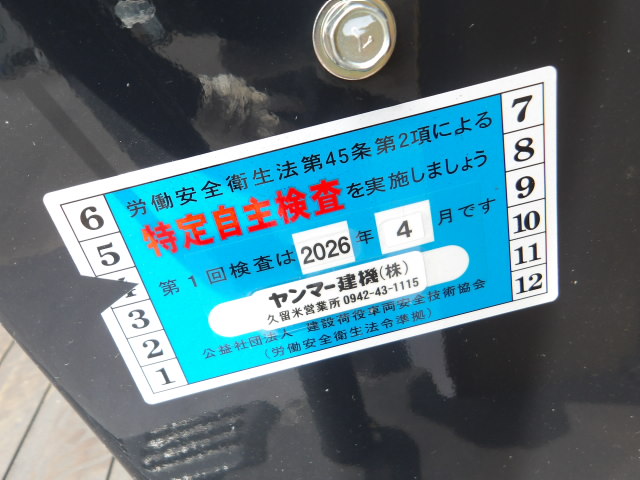 労働安全衛生法第45条第2項による
特定自主検査を実施しましょう
第1回検査は2026年4月です
ヤンマー建機(株)
久留米営業所 0942-43-1115
公益社団法人 建設荷役車両安全技術協会
(労働安全衛生法令準拠)
6
5
4
3
2
1
7
8
9
10
11
12